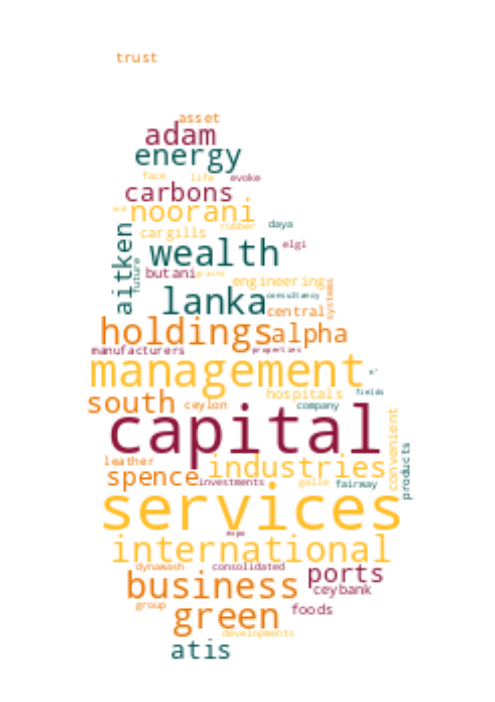 trust
asset
adam
energy
face life evoke
carbons
noorani
cargills rubber daya
aitken future wealth elgi
butani grains engineering
lanka consultancy systems
central
holdings alpha
manufacturers properties
management
hospitals fields
south ceylon company
capital
convenient products
leather industries
spence investments galle fairway
services
international
dynawash consolidated ports
business ceybank
group foods
green
developments
atis